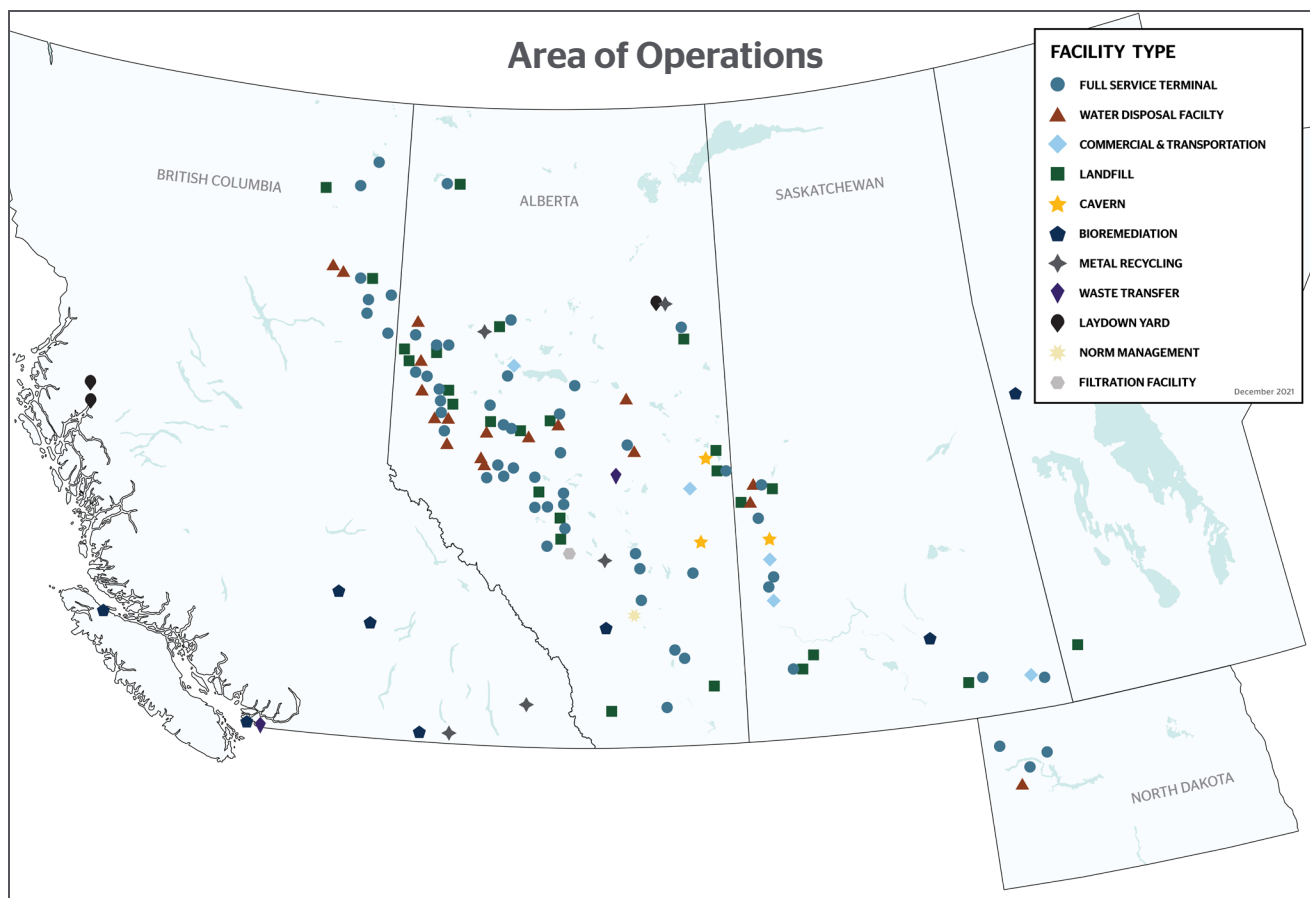 Area of Operations
FACILITY TYPE
FULL SERVICE TERMINAL
WATER DISPOSAL FACILTY
COMMERCIAL & TRANSPORTATION
LANDFILL
CAVERN
BIOREMEDIATION
METAL RECYCLING
WASTE TRANSFER
LAYDOWN YARD
NORM MANAGEMENT
FILTRATION FACILITY
December 2021
BRITISH COLUMBIA
ALBERTA
SASKATCHEWAN
NORTH DAKOTA